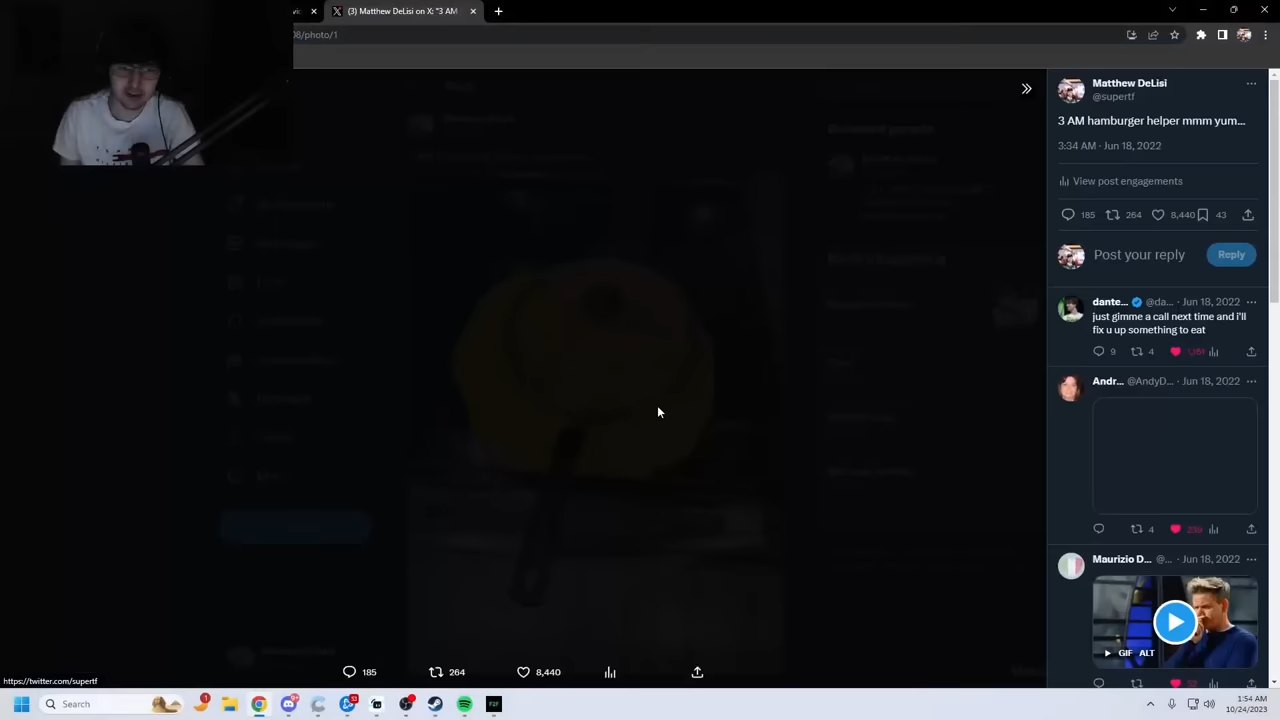 (3) Matthew DeLisi on X: "3 AM
8/photo/1
Matthew DeLisi
@supertf
3 AM hamburger helper mmm yum...
3:34 AM · Jun 18, 2022
View post engagements
185 264 8,440 43
Post your reply
Reply
dante... @da... · Jun 18, 2022
just gimme a call next time and i'll
fix u up something to eat
9 4
Andr... @AndyD... · Jun 18, 2022
4
Maurizio D... @... · Jun 18, 2022
GIF ALT
185 264 8,440
https://twitter.com/supertf
Search
1:54 AM
10/24/2023